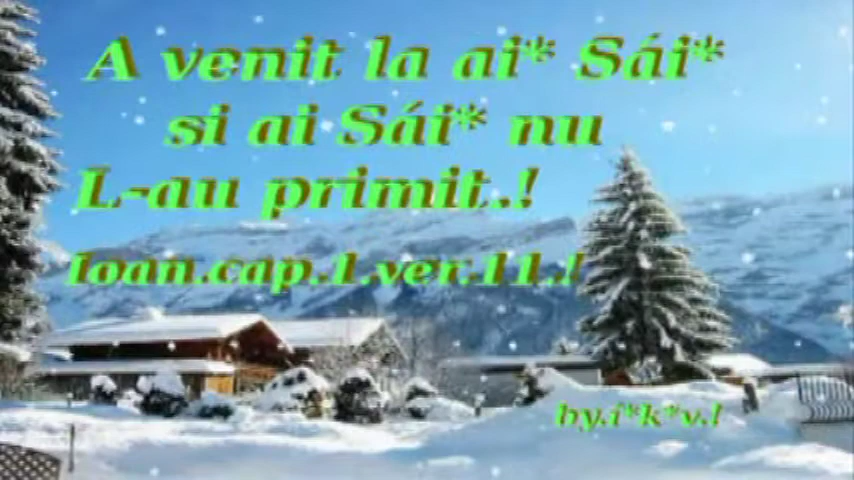 A venit la ai* Sái*
si ai Sái* nu
L-au primit.!
Ioan.cap.1.ver.11.!
by.i*k*v.!